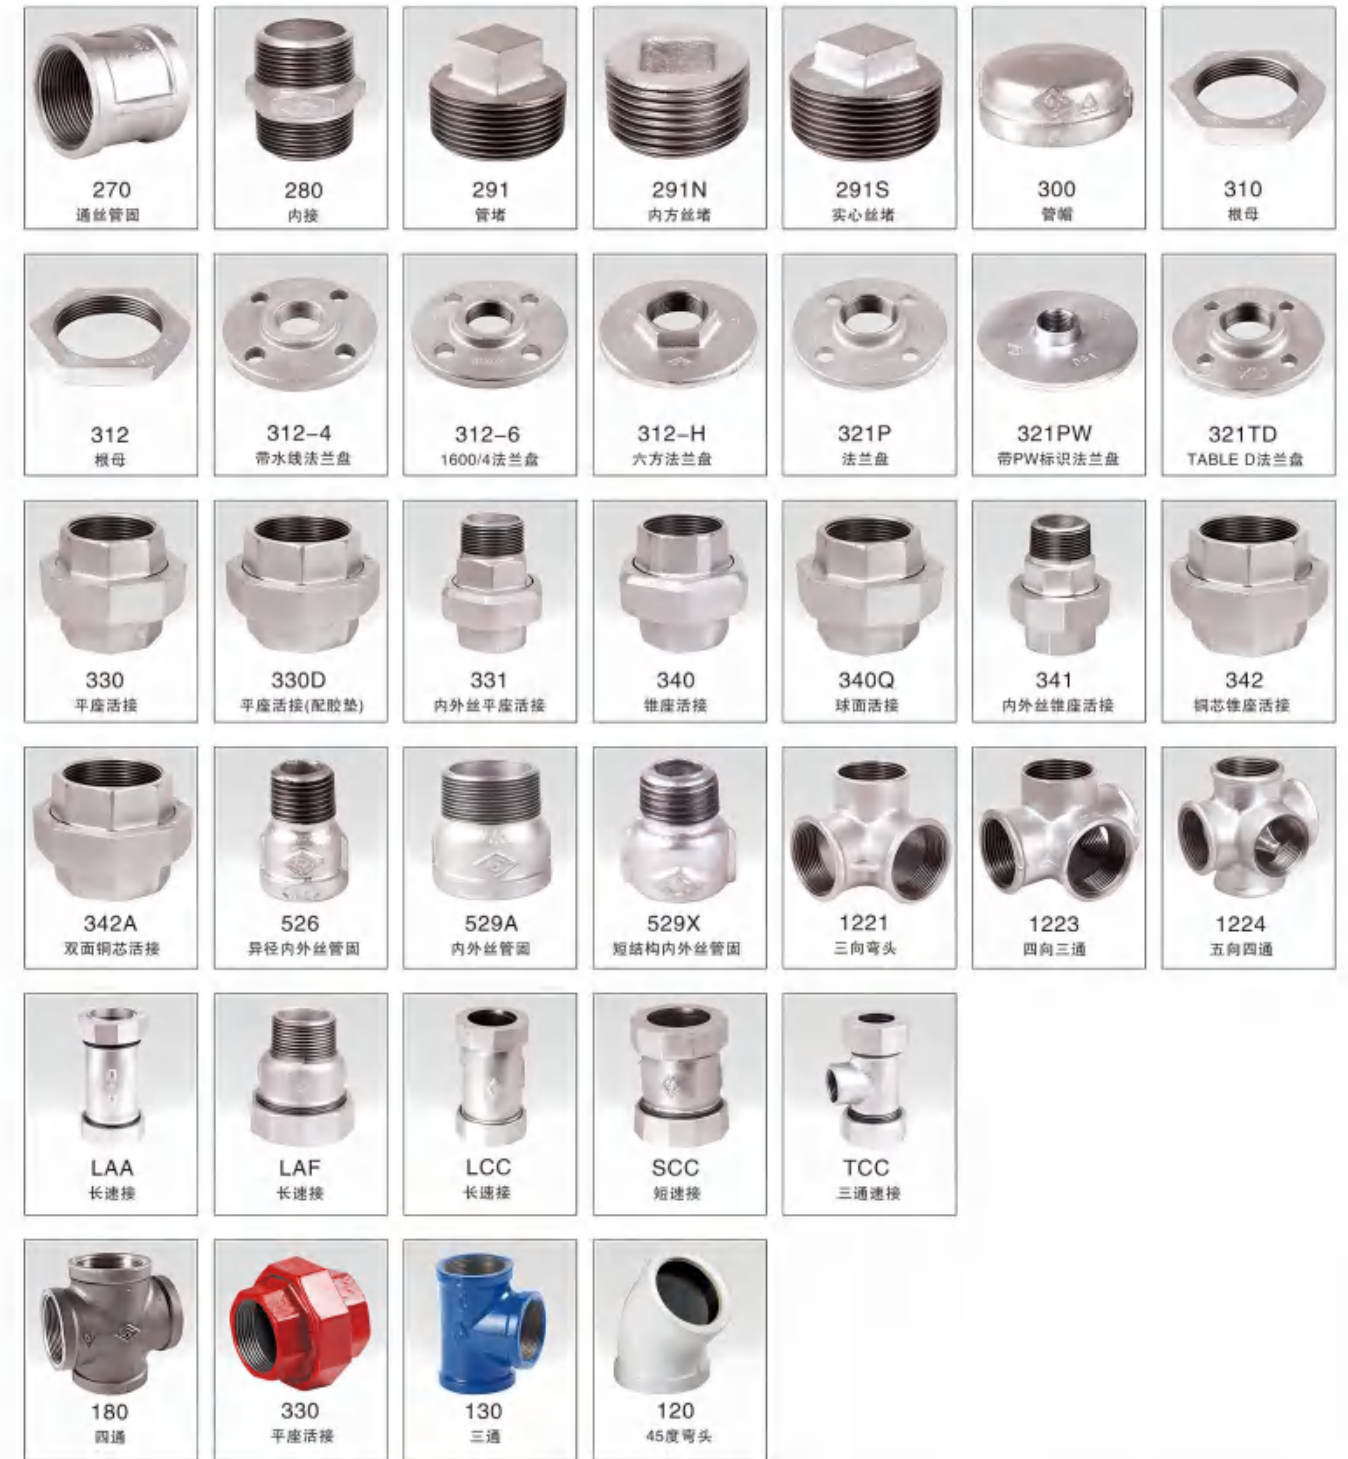 270
通丝管固
280
内接
291
管堵
291N
内方丝堵
291S
实心丝堵
300
管帽
310
根母
312
根母
312-4
带水线法兰盘
312-6
1600/4法兰盘
312-H
六方法兰盘
321P
法兰盘
321PW
带PW标识法兰盘
321TD
TABLE D法兰盘
330
平座活接
330D
平座活接(配胶垫)
331
内外丝平座活接
340
锥座活接
340Q
球面活接
341
内外丝锥座活接
342
铜芯锥座活接
342A
双面铜芯活接
526
异径内外丝管固
529A
内外丝管固
529X
短结构内外丝管固
1221
三向弯头
1223
四向三通
1224
五向四通
LAA
长速接
LAF
长速接
LCC
长速接
SCC
短速接
TCC
三通速接
180
四通
330
平座活接
130
三通
120
45度弯头